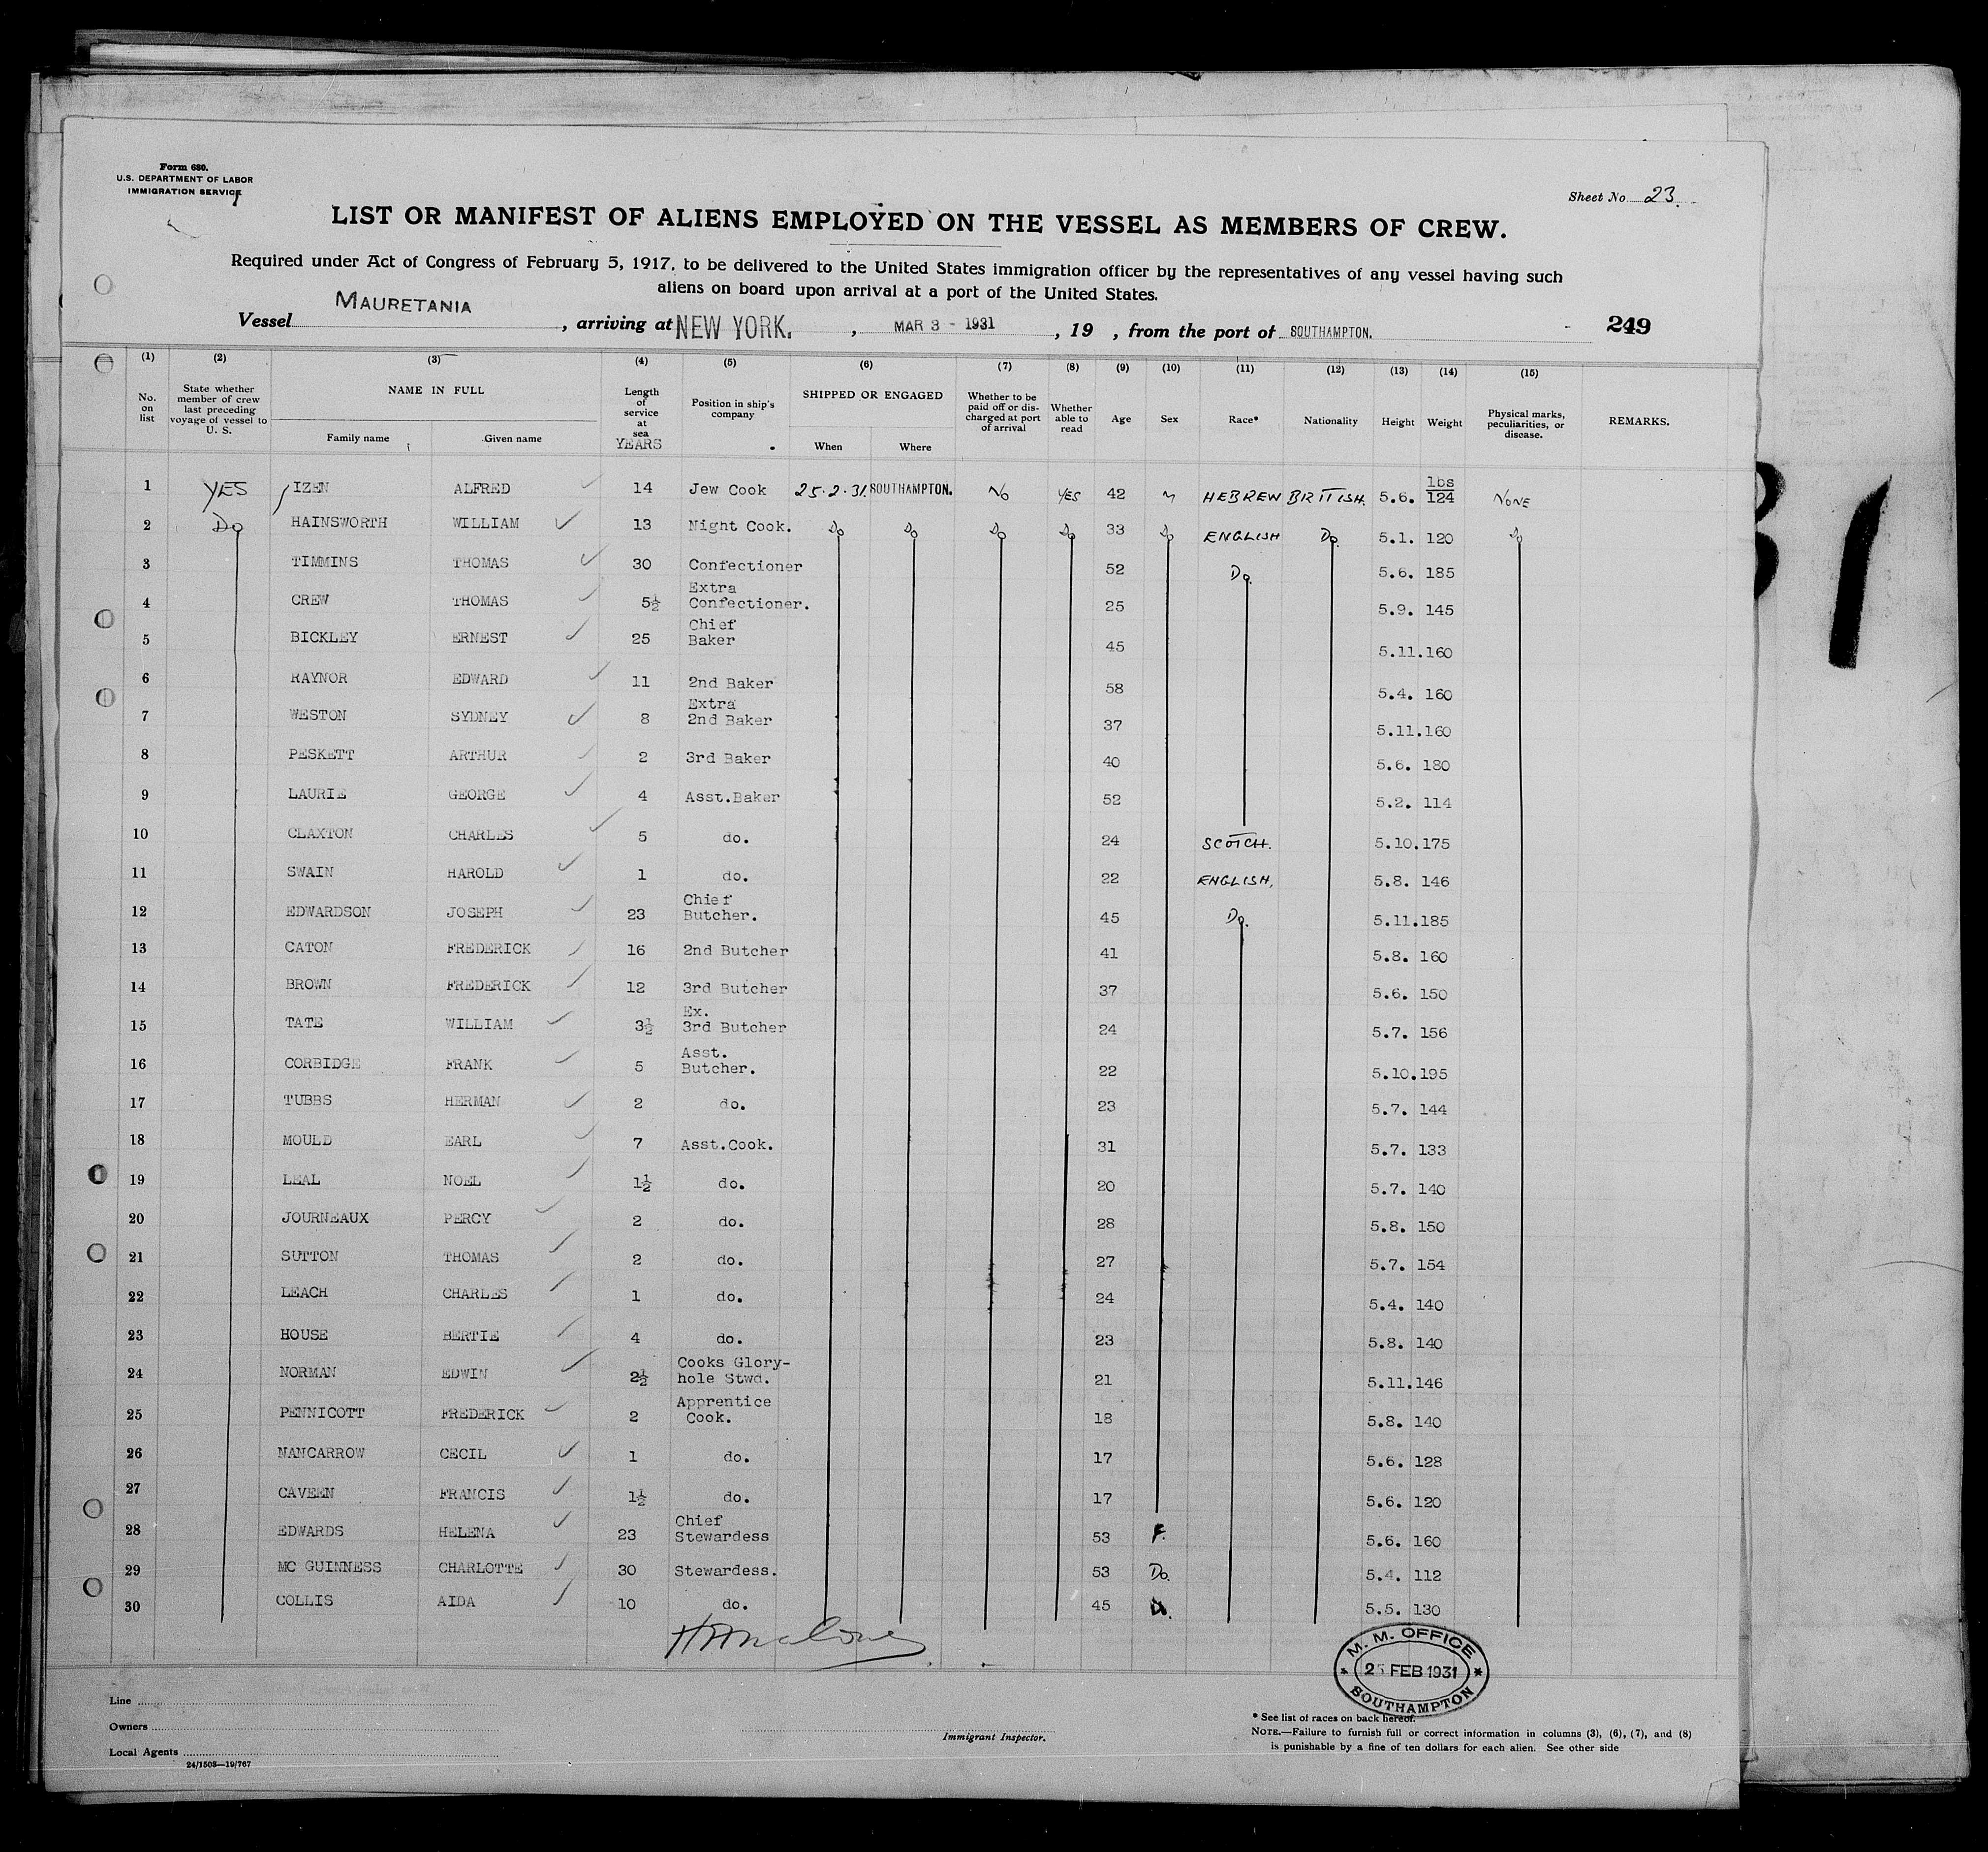 Form 680.
U.S. DEPARTMENT OF LABOR
IMMIGRATION SERVICE
Sheet No. 23.
LIST OR MANIFEST OF ALIENS EMPLOYED ON THE VESSEL AS MEMBERS OF CREW.
Required under Act of Congress of February 5, 1917, to be delivered to the United States immigration officer by the representatives of any vessel having such
aliens on board upon arrival at a port of the United States.
Vessel MAURETANIA, arriving at NEW YORK., MAR 3 - 1931, 19 , from the port of SOUTHAMPTON. 249
(1) (2) (3) (4) (5) (6) (7) (8) (9) (10) (11) (12) (13) (14) (15)
No. on list State whether member of crew last preceding voyage of vessel to U. S. NAME IN FULL Family name Given name Length of service at sea YEARS Position in ship's company SHIPPED OR ENGAGED When Where Whether to be paid off or discharged at port of arrival Whether able to read Age Sex Race* Nationality Height Weight Physical marks, peculiarities, or disease. REMARKS.
1 YES IZEN ALFRED 14 Jew Cook 25.2.31. SOUTHAMPTON. No YES 42 M HEBREW BRITISH. 5.6. lbs 124 NONE
2 Do HAINSWORTH WILLIAM 13 Night Cook. Do Do Do Do 33 Do ENGLISH Do. 5.1. 120 Do
3 TIMMINS THOMAS 30 Confectioner 52 Do. 5.6. 185
4 CREW THOMAS 5½ Extra Confectioner. 25 5.9. 145
5 BICKLEY ERNEST 25 Chief Baker 45 5.11. 160
6 RAYNOR EDWARD 11 2nd Baker 58 5.4. 160
7 WESTON SYDNEY 8 Extra 2nd Baker 37 5.11. 160
8 PESKETT ARTHUR 2 3rd Baker 40 5.6. 180
9 LAURIE GEORGE 4 Asst.Baker 52 5.2. 114
10 CLAXTON CHARLES 5 do. 24 SCOTCH. 5.10. 175
11 SWAIN HAROLD 1 do. 22 ENGLISH. 5.8. 146
12 EDWARDSON JOSEPH 23 Chief Butcher. 45 Do. 5.11. 185
13 CATON FREDERICK 16 2nd Butcher 41 5.8. 160
14 BROWN FREDERICK 12 3rd Butcher 37 5.6. 150
15 TATE WILLIAM 3½ Ex. 3rd Butcher 24 5.7. 156
16 CORBIDGE FRANK 5 Asst. Butcher. 22 5.10. 195
17 TUBBS HERMAN 2 do. 23 5.7. 144
18 MOULD EARL 7 Asst.Cook. 31 5.7. 133
19 LEAL NOEL 1½ do. 20 5.7. 140
20 JOURNEAUX PERCY 2 do. 28 5.8. 150
21 SUTTON THOMAS 2 do. 27 5.7. 154
22 LEACH CHARLES 1 do. 24 5.4. 140
23 HOUSE BERTIE 4 do. 23 5.8. 140
24 NORMAN EDWIN 2½ Cooks Glory-hole Stwd. 21 5.11. 146
25 PENNICOTT FREDERICK 2 Apprentice Cook. 18 5.8. 140
26 NANCARROW CECIL 1 do. 17 5.6. 128
27 CAVEEN FRANCIS 1½ do. 17 5.6. 120
28 EDWARDS HELENA 23 Chief Stewardess 53 F. 5.6. 160
29 MC GUINNESS CHARLOTTE 30 Stewardess. 53 Do. 5.4. 112
30 COLLIS AIDA 10 do. 45 5.5. 130
M. M. OFFICE
FEB 1931
SOUTHAMPTON
Line
Owners
Local Agents
24/1503—19/767
Immigrant Inspector.
* See list of races on back hereof.
NOTE.—Failure to furnish full or correct information in columns (3), (6), (7), and (8)
is punishable by a fine of ten dollars for each alien. See other side